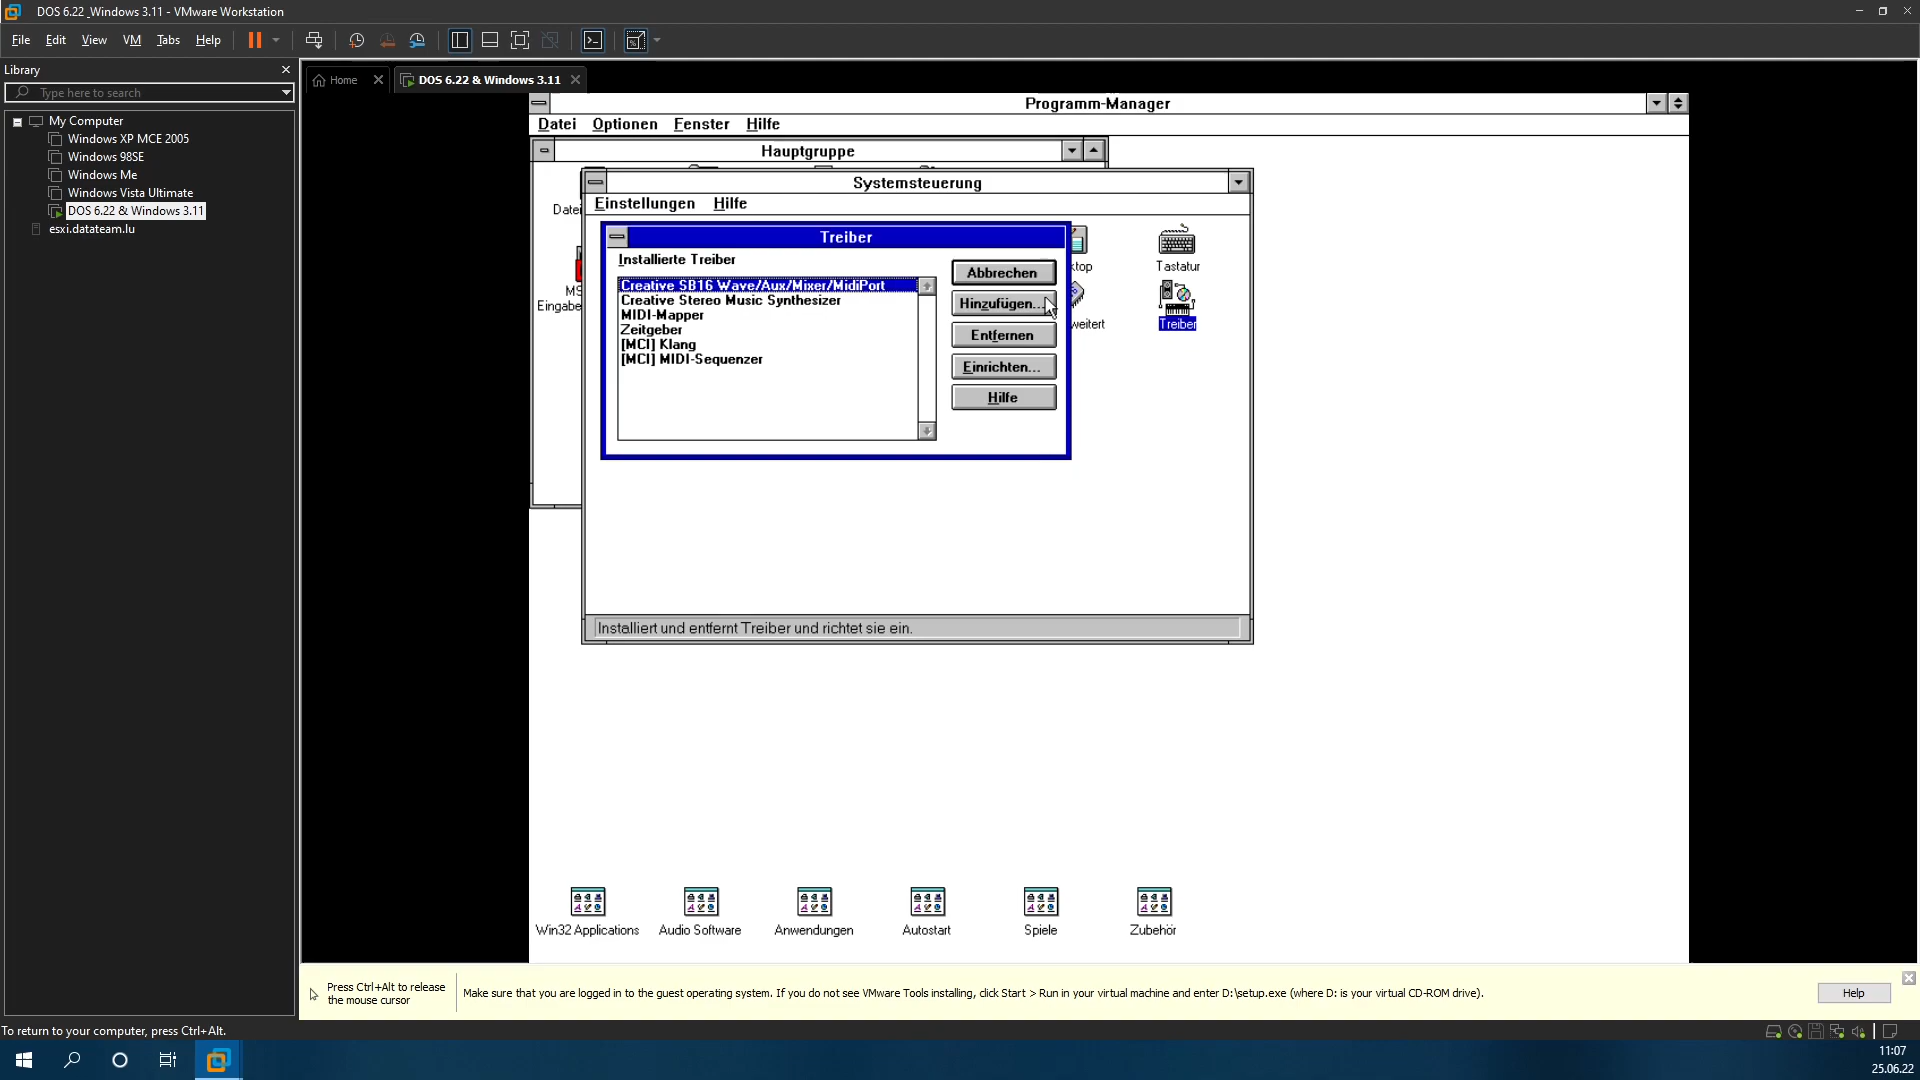 DOS 6.22_Windows 3.11 - VMware Workstation
File Edit View VM Tabs Help
Library
Type here to search
My Computer
Windows XP MCE 2005
Windows 98SE
Windows Me
Windows Vista Ultimate
DOS 6.22 & Windows 3.11
esxi.datateam.lu
Home
DOS 6.22 & Windows 3.11
Programm-Manager
Datei Optionen Fenster Hilfe
Hauptgruppe
Datei
MS
Eingabe
Systemsteuerung
Einstellungen Hilfe
ktop
Tastatur
weitert
Treiber
Treiber
Installierte Treiber
Creative SB16 Wave/Aux/Mixer/MidiPort
Creative Stereo Music Synthesizer
MIDI-Mapper
Zeitgeber
[MCI] Klang
[MCI] MIDI-Sequenzer
Abbrechen
Hinzufügen...
Entfernen
Einrichten...
Hilfe
Installiert und entfernt Treiber und richtet sie ein.
Win32 Applications
Audio Software
Anwendungen
Autostart
Spiele
Zubehör
Press Ctrl+Alt to release
the mouse cursor
Make sure that you are logged in to the guest operating system. If you do not see VMware Tools installing, click Start > Run in your virtual machine and enter D:\setup.exe (where D: is your virtual CD-ROM drive).
Help
To return to your computer, press Ctrl+Alt.
11:07
25.06.22